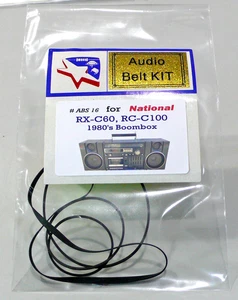 Audio
Belt KIT
# ABS 16 for National
RX-C60, RC-C100
1980's Boombox